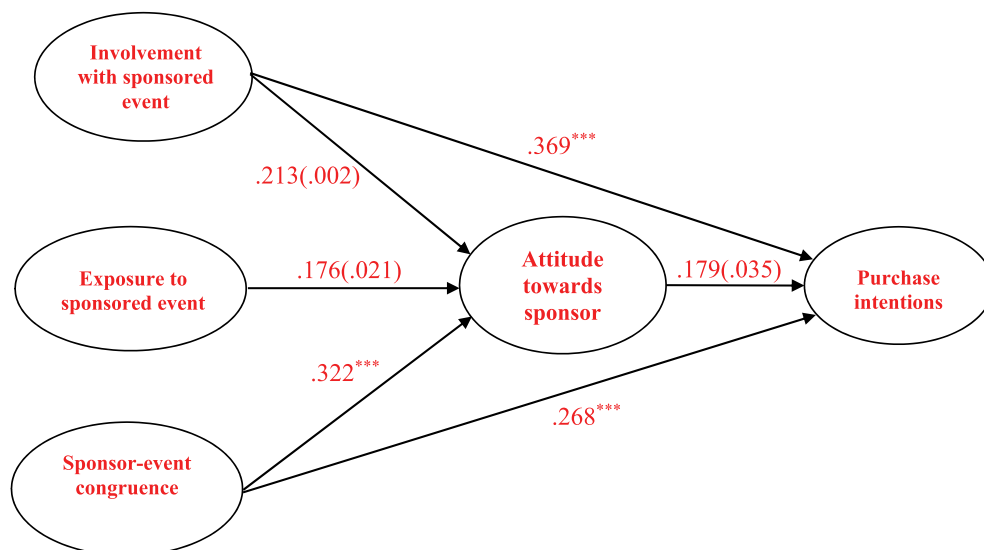 Involvement
with sponsored
event
.369***
.213(.002)
Exposure to
sponsored event
.176(.021)
Attitude
towards
sponsor
.179(.035)
Purchase
intentions
.322***
.268***
Sponsor-event
congruence